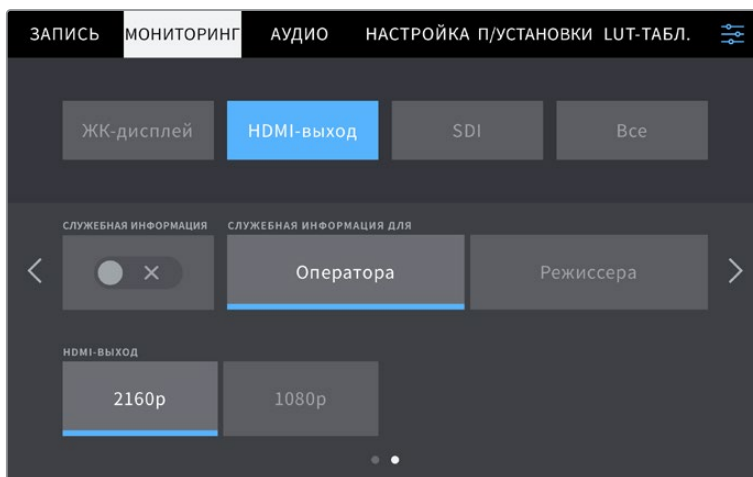 ЗАПИСЬ МОНИТОРИНГ АУДИО НАСТРОЙКА П/УСТАНОВКИ LUT-ТАБЛ.
ЖК-дисплей HDMI-выход SDI Все
СЛУЖЕБНАЯ ИНФОРМАЦИЯ СЛУЖЕБНАЯ ИНФОРМАЦИЯ ДЛЯ
Оператора Режиссера
HDMI-ВЫХОД
2160p 1080p